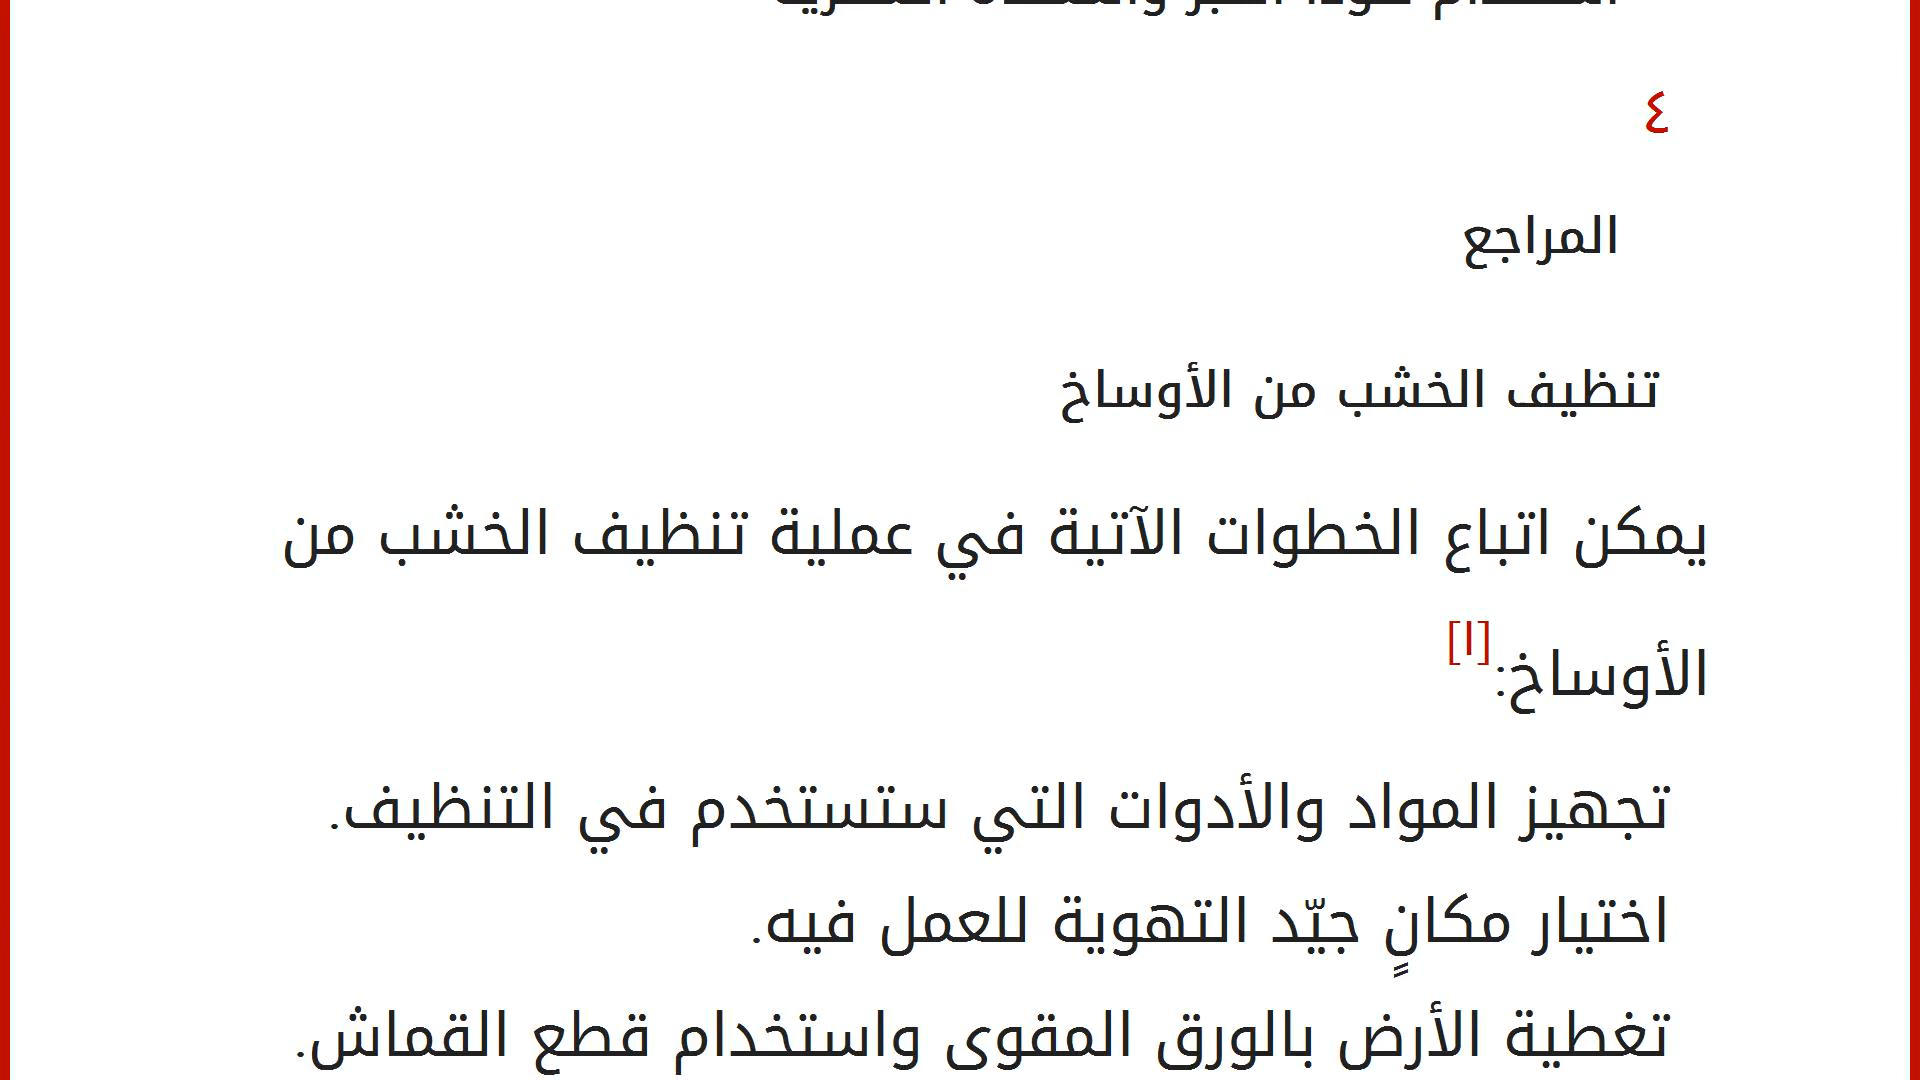 ٤
المراجع
تنظيف الخشب من الأوساخ
يمكن اتباع الخطوات الآتية في عملية تنظيف الخشب من
الأوساخ:[١]
تجهيز المواد والأدوات التي ستستخدم في التنظيف.
اختيار مكانٍ جيّد التهوية للعمل فيه.
تغطية الأرض بالورق المقوى واستخدام قطع القماش.